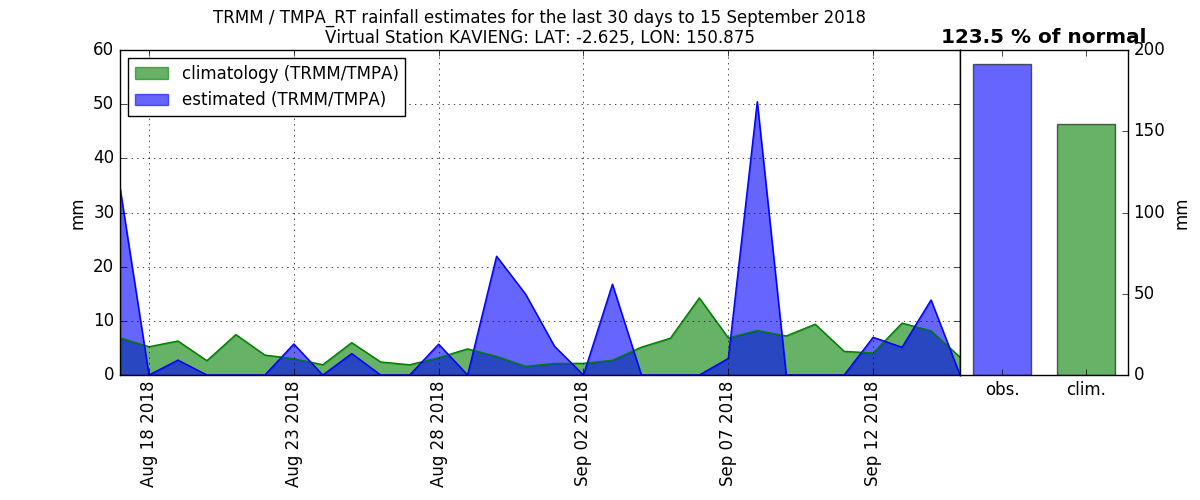 TRMM / TMPA_RT rainfall estimates for the last 30 days to 15 September 2018
Virtual Station KAVIENG: LAT: -2.625, LON: 150.875
123.5 % of normal
climatology (TRMM/TMPA)
estimated (TRMM/TMPA)
60
50
40
30
20
10
0
mm
Aug 18 2018
Aug 23 2018
Aug 28 2018
Sep 02 2018
Sep 07 2018
Sep 12 2018
obs.
clim.
200
150
100
50
0
mm